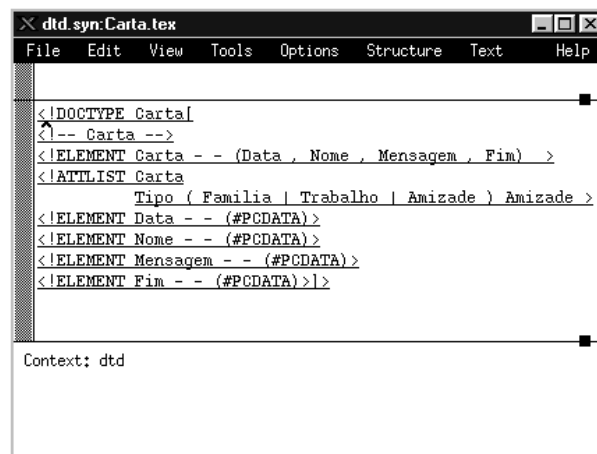 dtd.syn:Carta.tex
File Edit View Tools Options Structure Text Help
<!DOCTYPE Carta[
<!-- Carta -->
<!ELEMENT Carta - - (Data , Nome , Mensagem , Fim) >
<!ATTLIST Carta
Tipo ( Familia | Trabalho | Amizade ) Amizade >
<!ELEMENT Data - - (#PCDATA)>
<!ELEMENT Nome - - (#PCDATA)>
<!ELEMENT Mensagem - - (#PCDATA)>
<!ELEMENT Fim - - (#PCDATA)>]>
Context: dtd